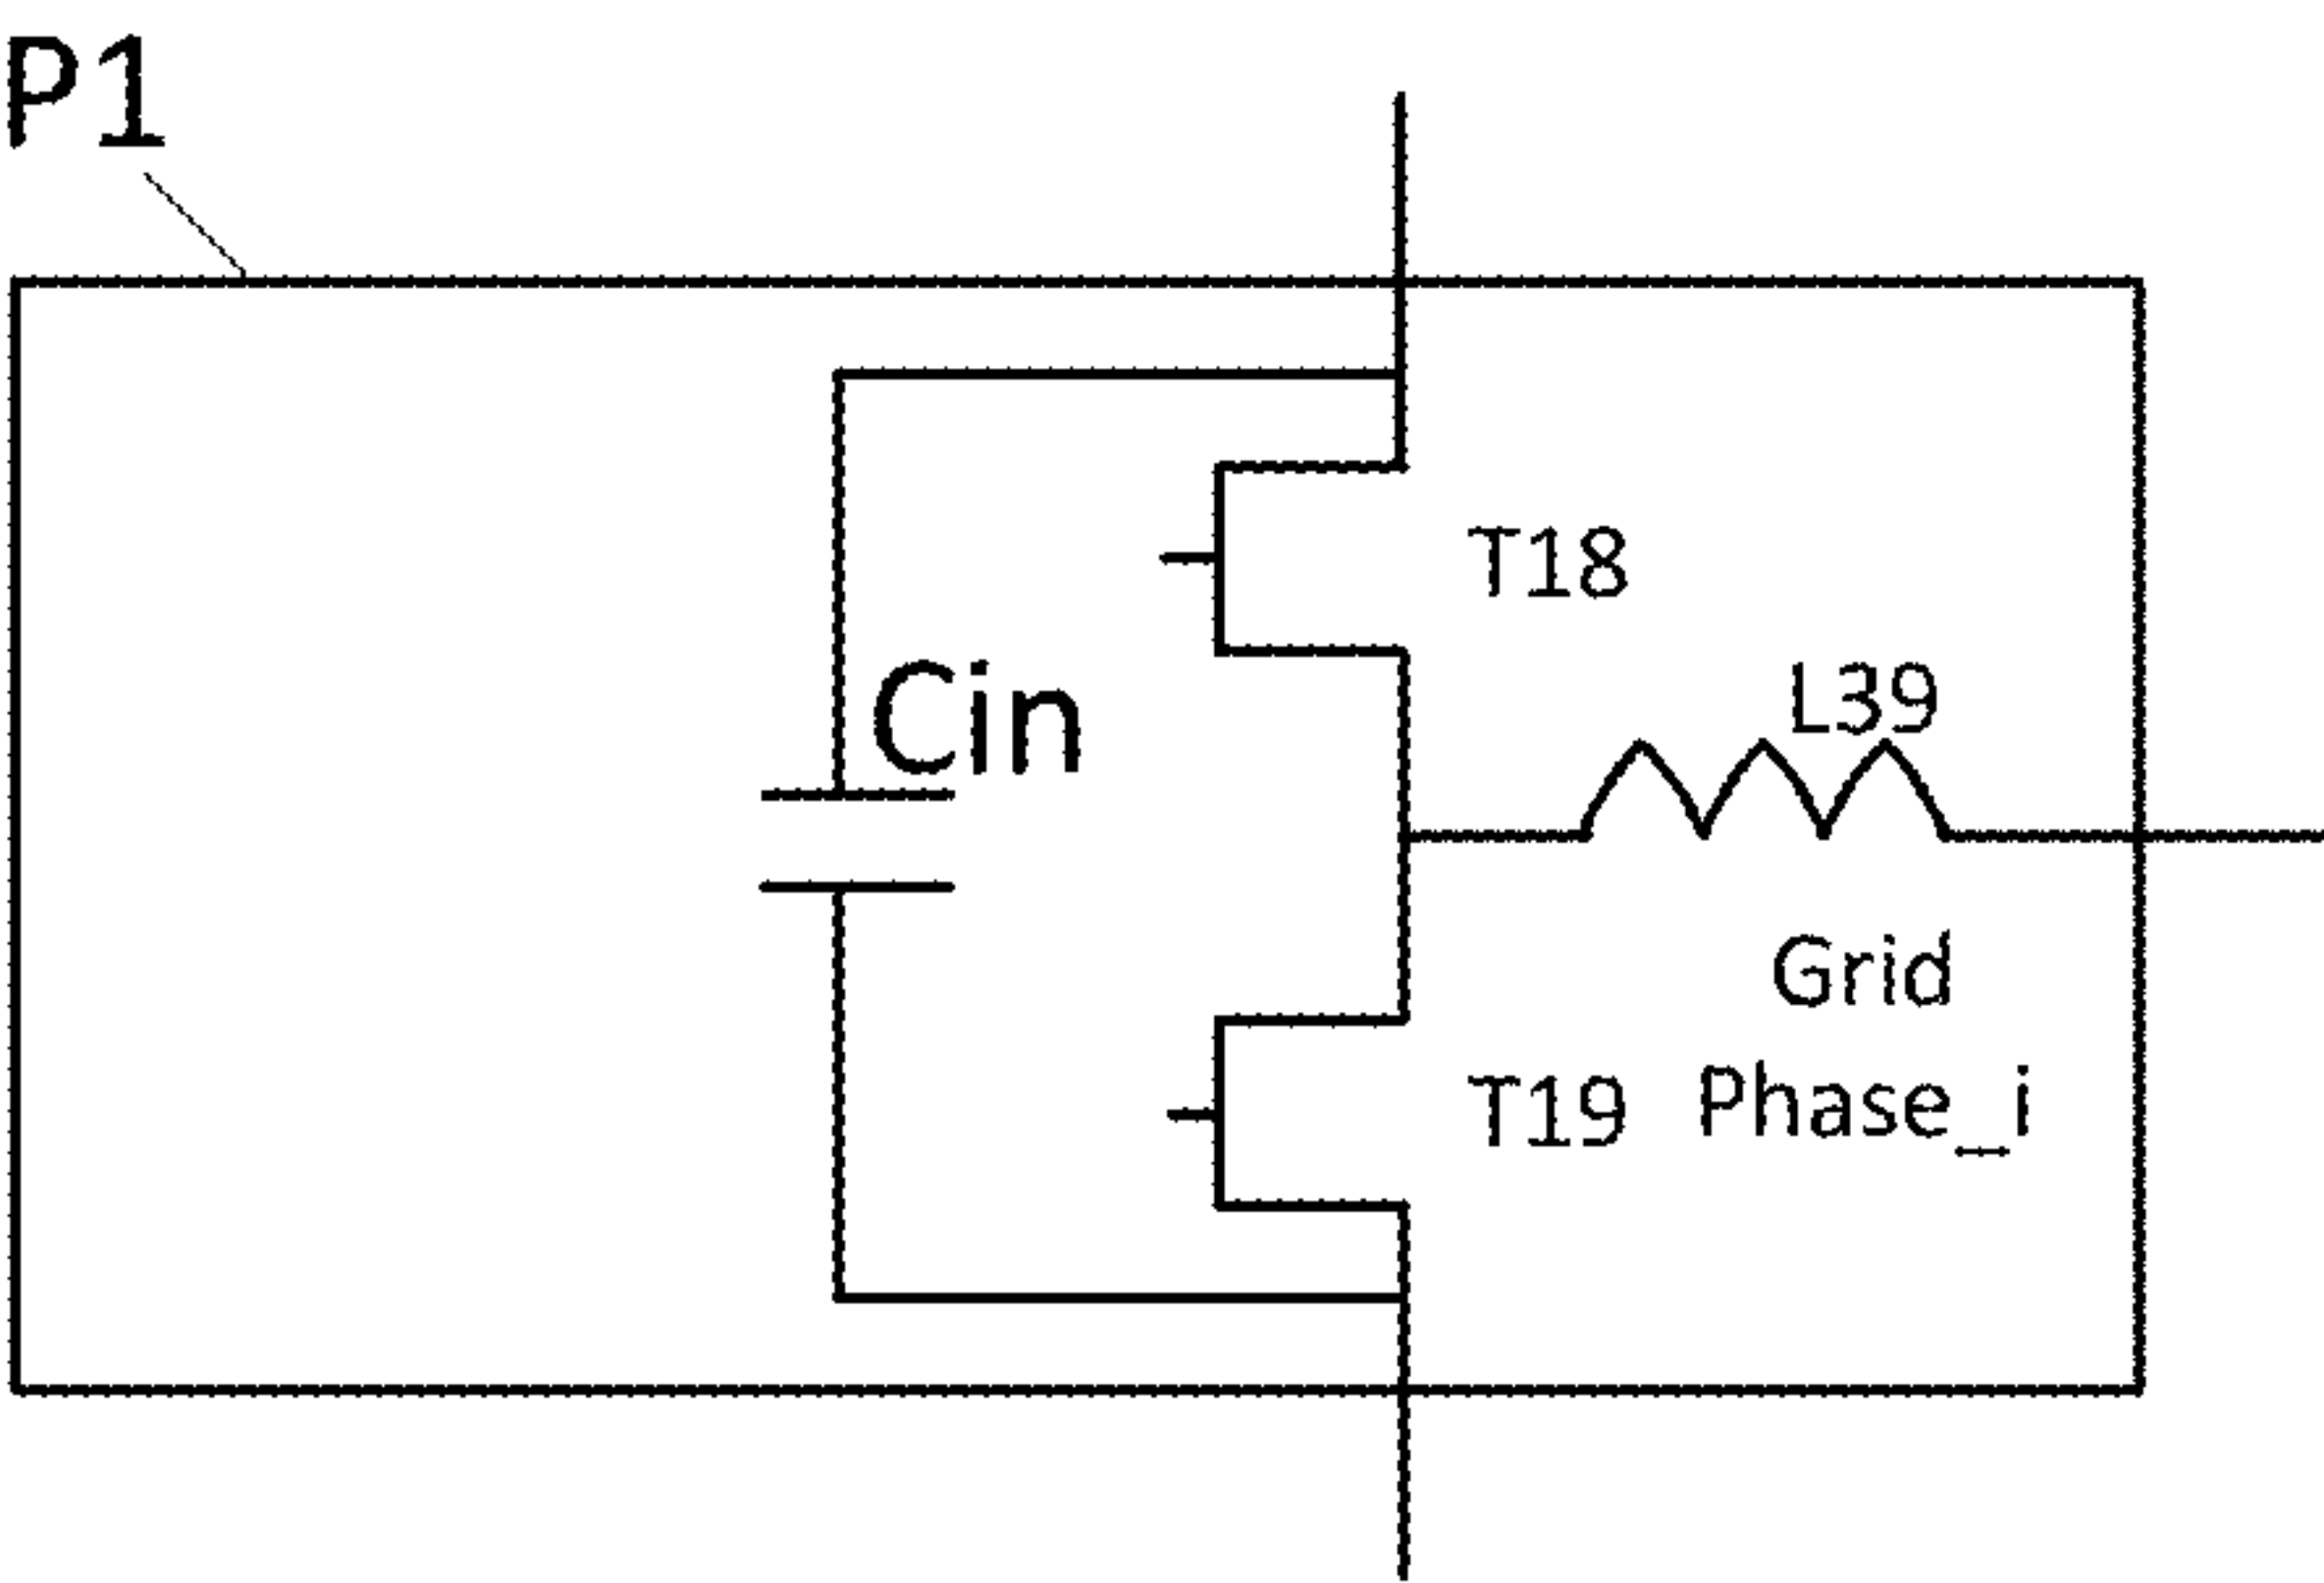 P1
T18
Cin
L39
Grid
T19
Phase_i